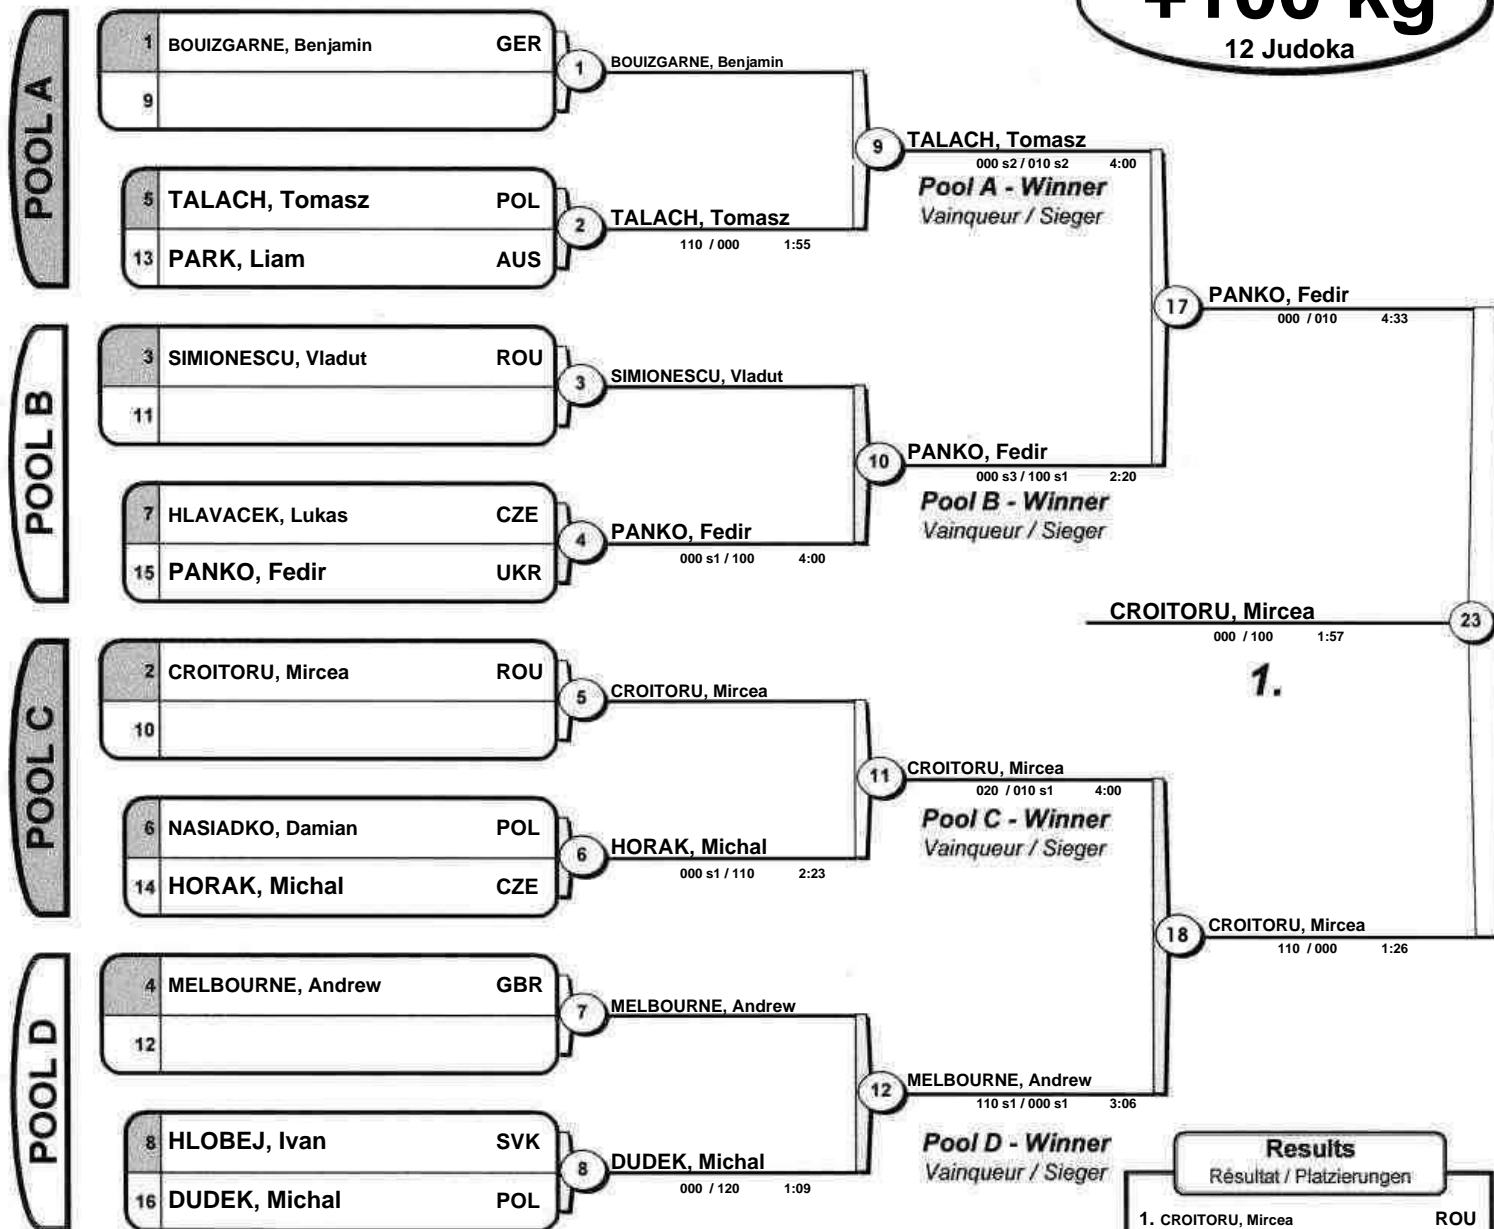 +100 kg
12 Judoka
POOL A
1 BOUIZGARNE, Benjamin GER
9
1 BOUIZGARNE, Benjamin
5 TALACH, Tomasz POL
13 PARK, Liam AUS
2 TALACH, Tomasz
110 / 000 1:55
9 TALACH, Tomasz
000 s2 / 010 s2 4:00
Pool A - Winner
Vainqueur / Sieger
POOL B
3 SIMIONESCU, Vladut ROU
11
3 SIMIONESCU, Vladut
7 HLAVACEK, Lukas CZE
15 PANKO, Fedir UKR
4 PANKO, Fedir
000 s1 / 100 4:00
10 PANKO, Fedir
000 s3 / 100 s1 2:20
Pool B - Winner
Vainqueur / Sieger
17 PANKO, Fedir
000 / 010 4:33
POOL C
2 CROITORU, Mircea ROU
10
5 CROITORU, Mircea
6 NASIADKO, Damian POL
14 HORAK, Michal CZE
6 HORAK, Michal
000 s1 / 110 2:23
11 CROITORU, Mircea
020 / 010 s1 4:00
Pool C - Winner
Vainqueur / Sieger
POOL D
4 MELBOURNE, Andrew GBR
12
7 MELBOURNE, Andrew
8 HLOBEJ, Ivan SVK
16 DUDEK, Michal POL
8 DUDEK, Michal
000 / 120 1:09
12 MELBOURNE, Andrew
110 s1 / 000 s1 3:06
Pool D - Winner
Vainqueur / Sieger
18 CROITORU, Mircea
110 / 000 1:26
CROITORU, Mircea 23
000 / 100 1:57
1.
Results
Résultat / Platzierungen
1. CROITORU, Mircea ROU